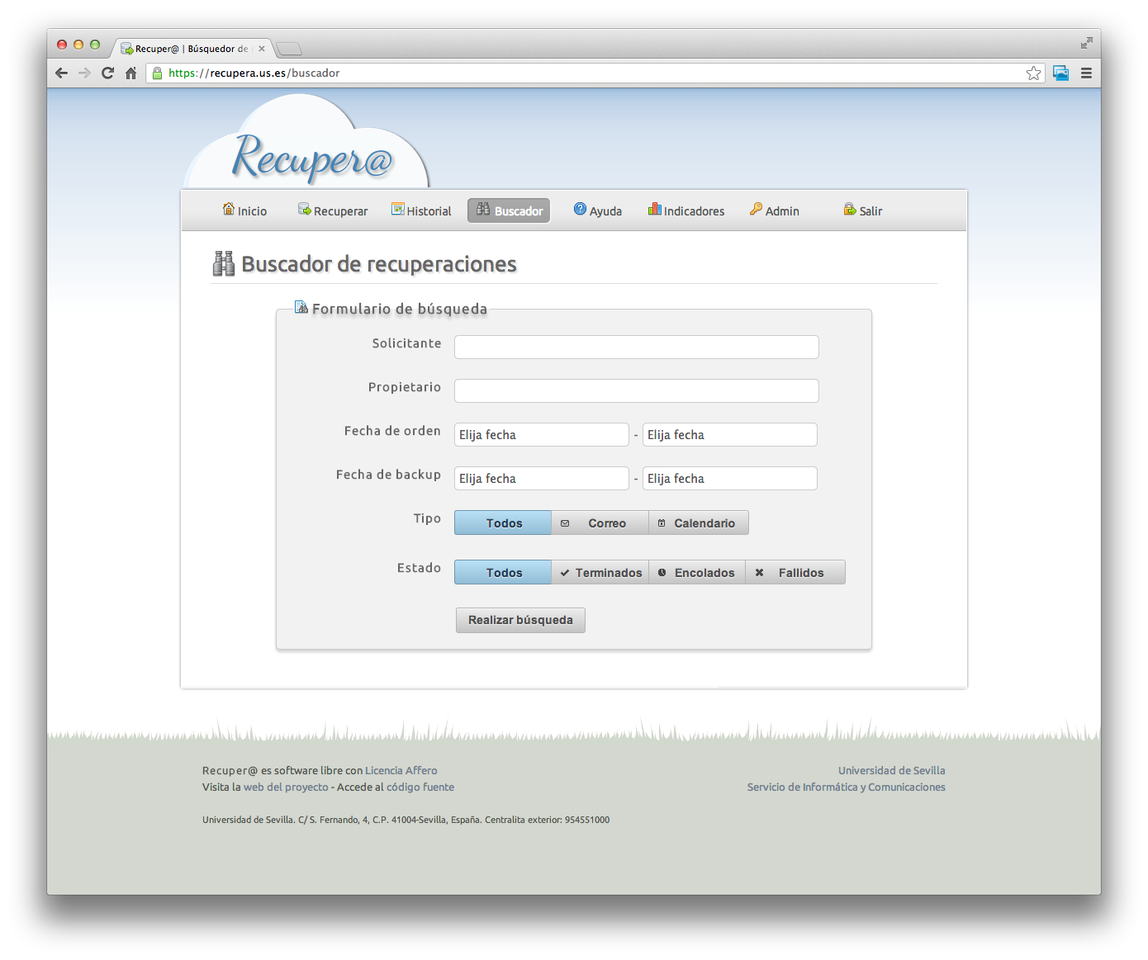 Recuper@ | Búsquedor de
https://recupera.us.es/buscador
Recuper@
Inicio Recuperar Historial Buscador Ayuda Indicadores Admin Salir
Buscador de recuperaciones
Formulario de búsqueda
Solicitante
Propietario
Fecha de orden Elija fecha - Elija fecha
Fecha de backup Elija fecha - Elija fecha
Tipo Todos Correo Calendario
Estado Todos Terminados Encolados Fallidos
Realizar búsqueda
Recuper@ es software libre con Licencia Affero Universidad de Sevilla
Visita la web del proyecto - Accede al código fuente Servicio de Informática y Comunicaciones
Universidad de Sevilla. C/ S. Fernando, 4, C.P. 41004-Sevilla, España. Centralita exterior: 954551000